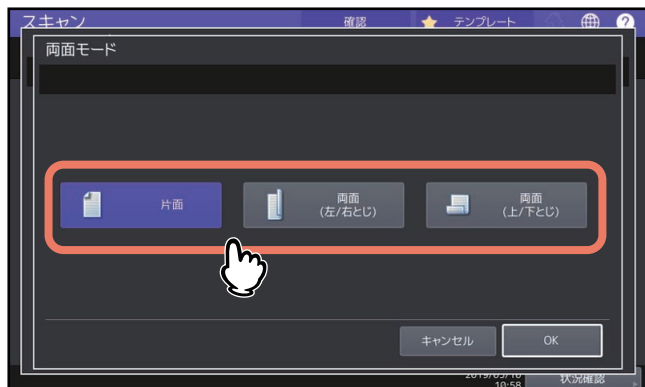 スキャン
確認
テンプレート
?
両面モード
片面
両面
(左/右とじ)
両面
(上/下とじ)
キャンセル
OK
10:58
状況確認